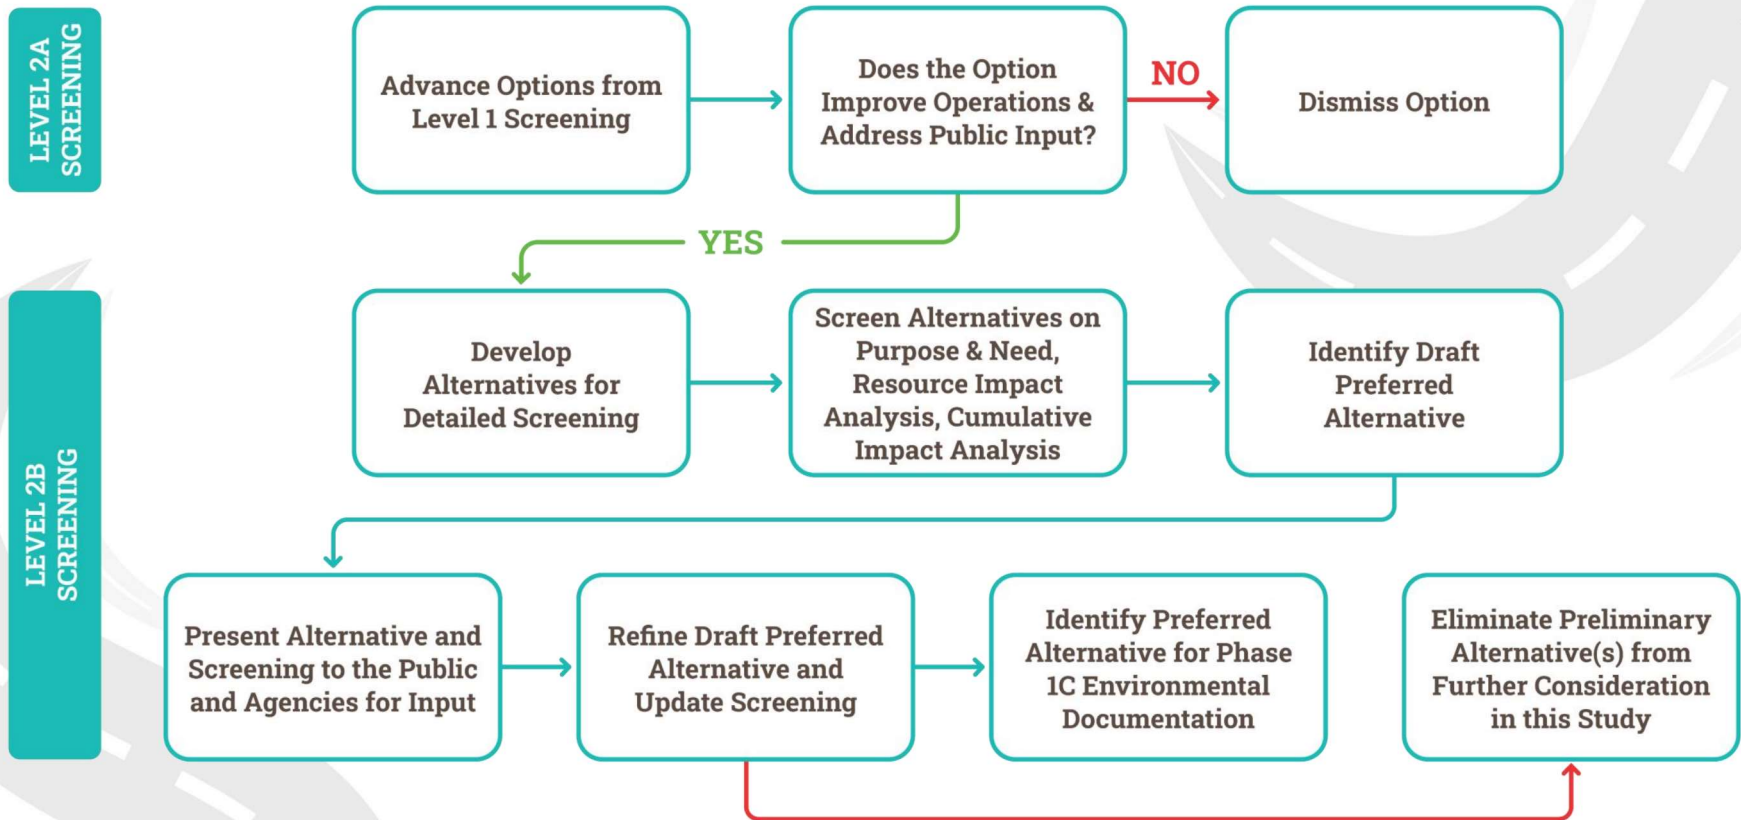 LEVEL 2A
SCREENING
Advance Options from
Level 1 Screening
Does the Option
Improve Operations &
Address Public Input?
NO
Dismiss Option
YES
LEVEL 2B
SCREENING
Develop
Alternatives for
Detailed Screening
Screen Alternatives on
Purpose & Need,
Resource Impact
Analysis, Cumulative
Impact Analysis
Identify Draft
Preferred
Alternative
Present Alternative and
Screening to the Public
and Agencies for Input
Refine Draft Preferred
Alternative and
Update Screening
Identify Preferred
Alternative for Phase
1C Environmental
Documentation
Eliminate Preliminary
Alternative(s) from
Further Consideration
in this Study